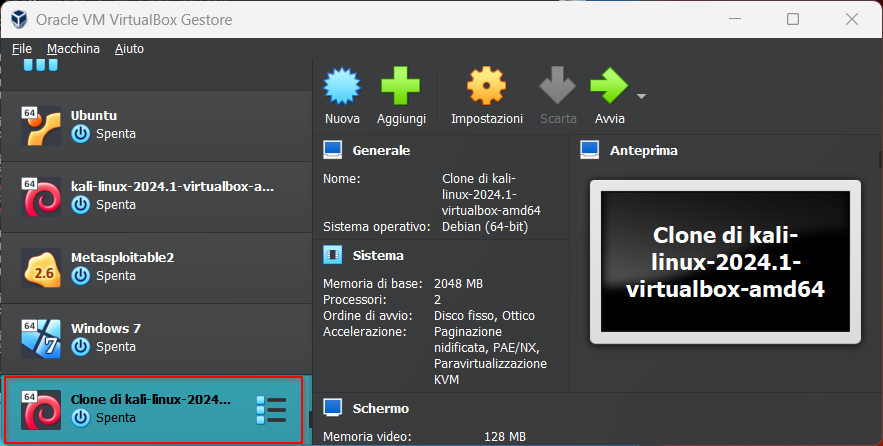 Oracle VM VirtualBox Gestore
File Macchina Aiuto
64
Ubuntu
Spenta
64
kali-linux-2024.1-virtualbox-a...
Spenta
2.6
Metasploitable2
Spenta
64
7
Windows 7
Spenta
64
Clone di kali-linux-2024...
Spenta
Nuova Aggiungi Impostazioni Scarta Avvia
Generale
Nome: Clone di kali-
linux-2024.1-
virtualbox-amd64
Sistema operativo: Debian (64-bit)
Sistema
Memoria di base: 2048 MB
Processori: 2
Ordine di avvio: Disco fisso, Ottico
Accelerazione: Paginazione
nidificata, PAE/NX,
Paravirtualizzazione
KVM
Schermo
Memoria video: 128 MB
Anteprima
Clone di kali-
linux-2024.1-
virtualbox-amd64